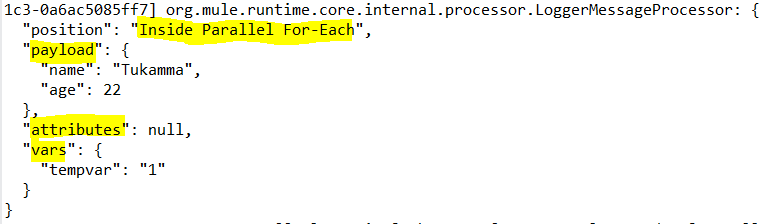 1c3-0a6ac5085ff7] org.mule.runtime.core.internal.processor.LoggerMessageProcessor: {
  "position": "Inside Parallel For-Each",
  "payload": {
    "name": "Tukamma",
    "age": 22
  },
  "attributes": null,
  "vars": {
    "tempvar": "1"
  }
}